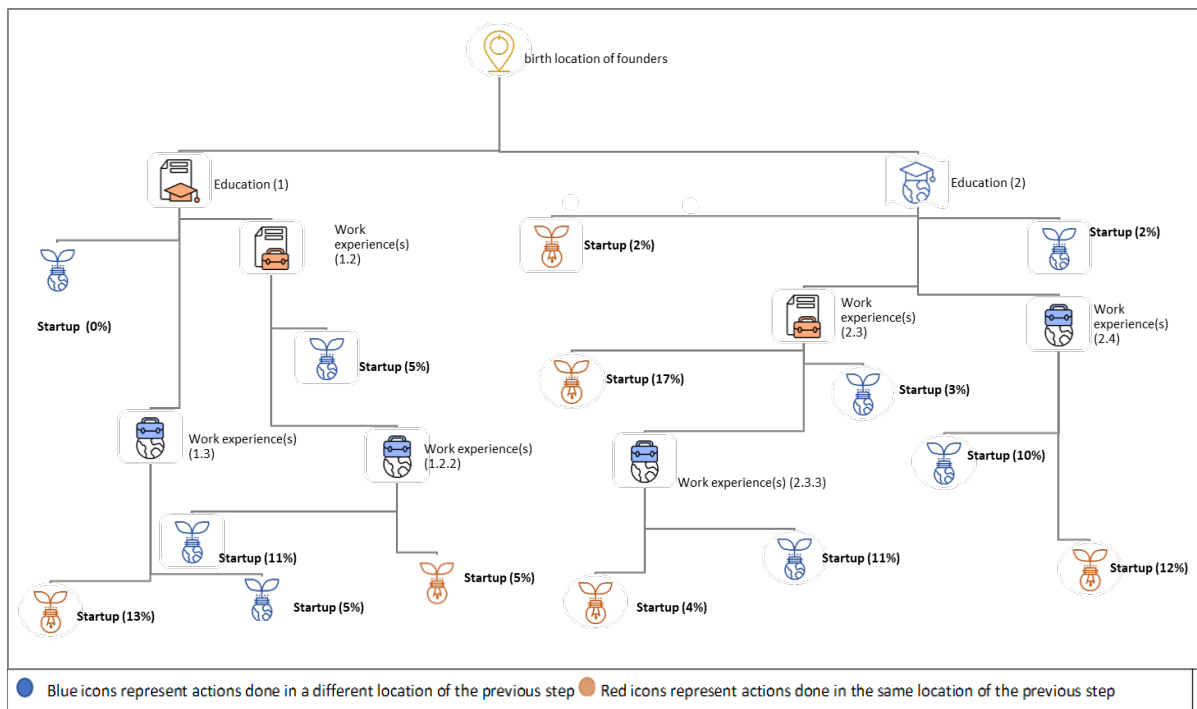 birth location of founders
Education (1)
Education (2)
Work
experience(s)
(1.2)
Startup (2%)
Startup (2%)
Startup (0%)
Work
experience(s)
(2.3)
Work
experience(s)
(2.4)
Startup (5%)
Startup (17%)
Startup (3%)
Work experience(s)
(1.3)
Work experience(s)
(1.2.2)
Work experience(s) (2.3.3)
Startup (10%)
Startup (11%)
Startup (11%)
Startup (12%)
Startup (5%)
Startup (13%)
Startup (5%)
Startup (4%)
Blue icons represent actions done in a different location of the previous step
Red icons represent actions done in the same location of the previous step